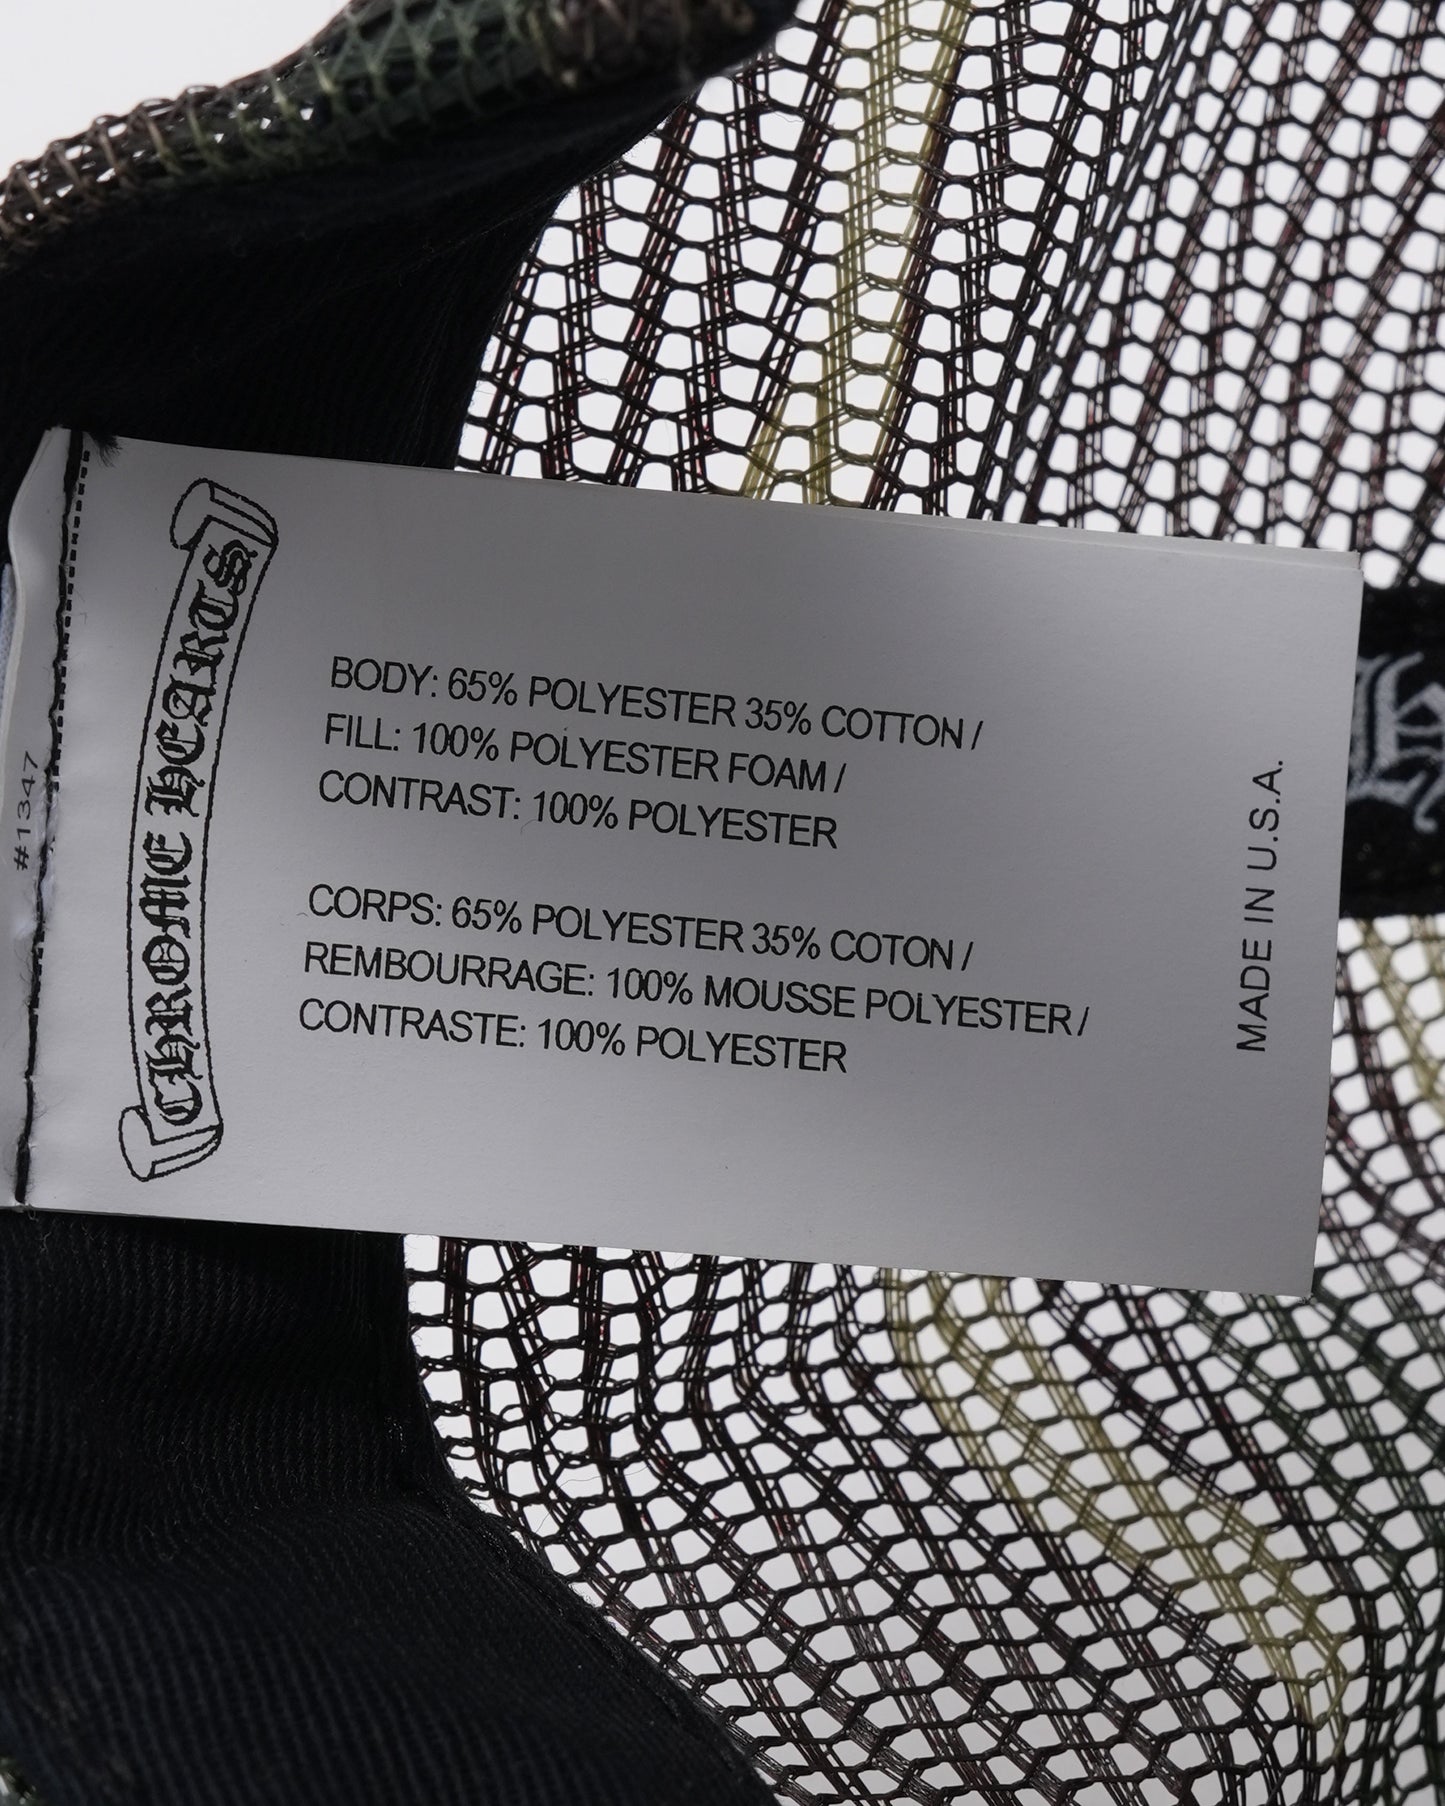 CHROME HEARTS
#1347
BODY: 65% POLYESTER 35% COTTON /
FILL: 100% POLYESTER FOAM /
CONTRAST: 100% POLYESTER
CORPS: 65% POLYESTER 35% COTON /
REMBOURRAGE: 100% MOUSSE POLYESTER /
CONTRASTE: 100% POLYESTER
MADE IN U.S.A.